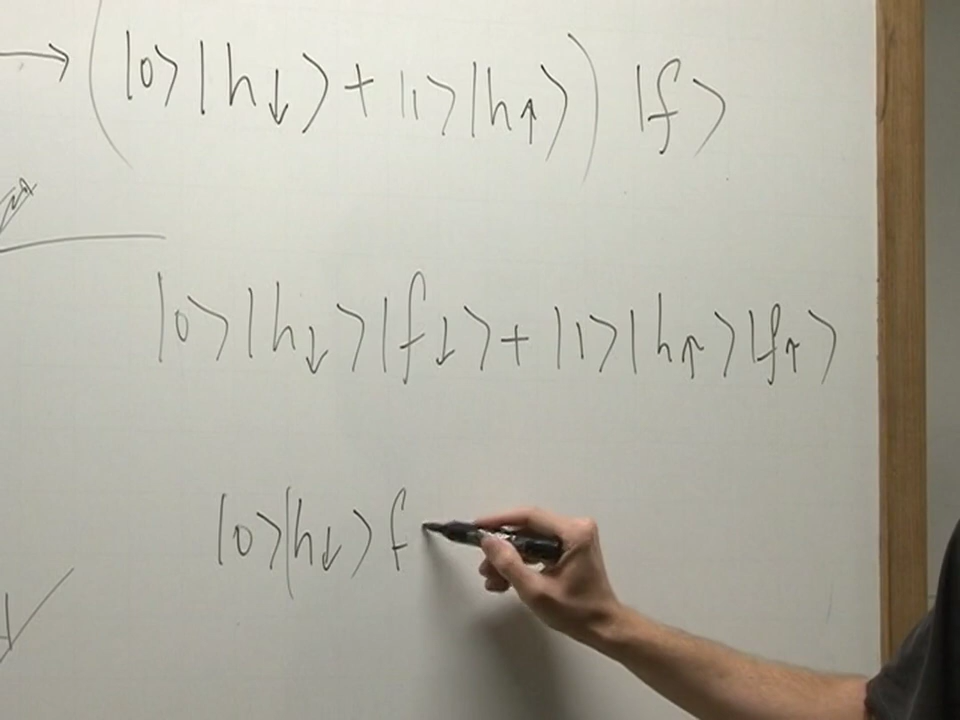 → (|0>|h↓> + |1>|h↑>) |f>
|0>|h↓>|f↓> + |1>|h↑>|f↑>
|0>|h↓> f